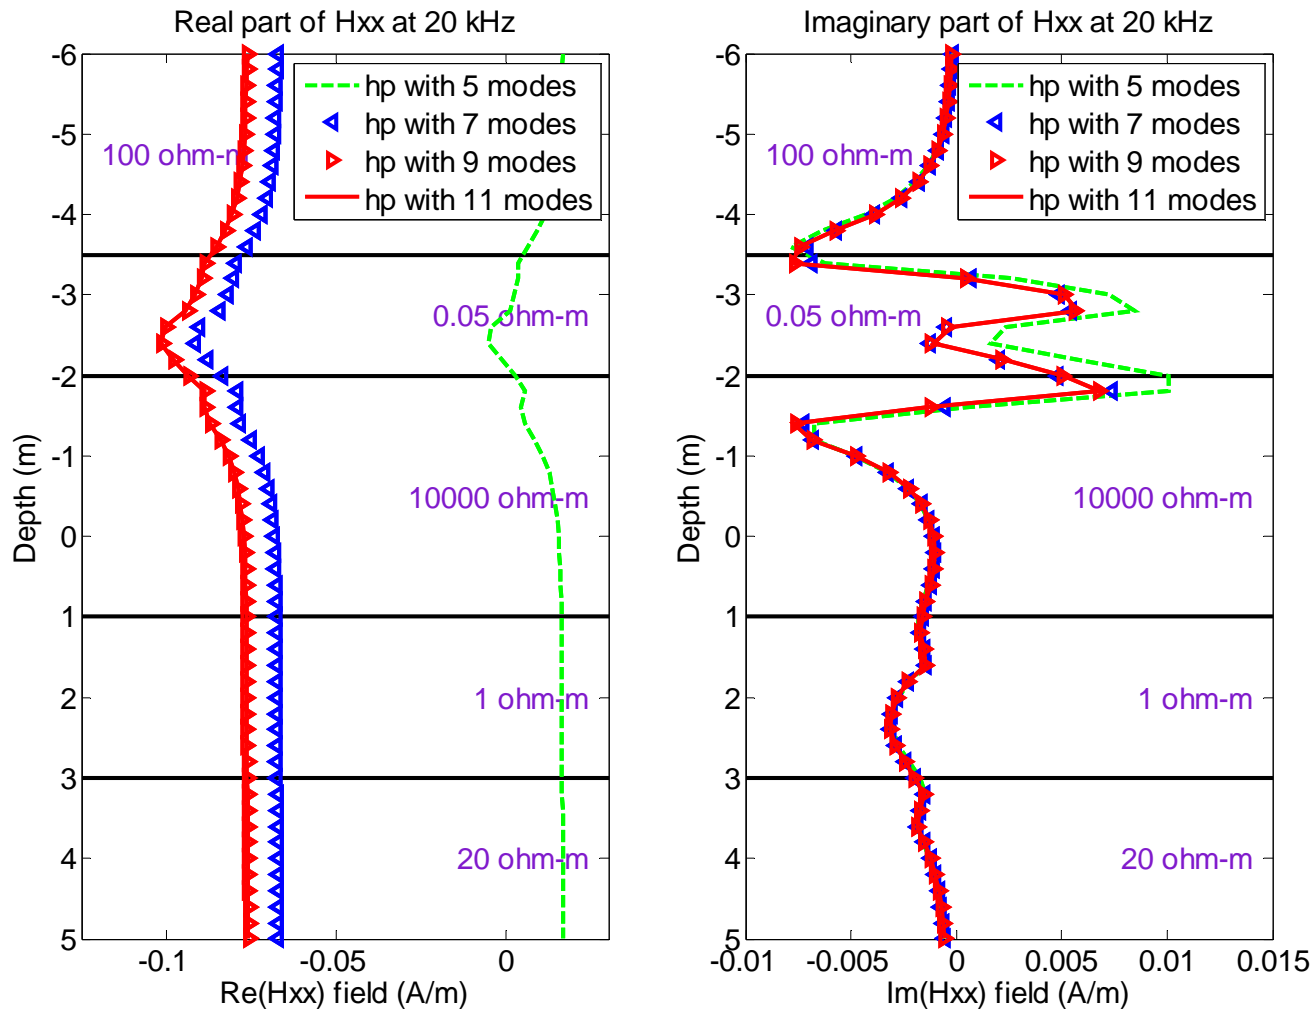 Real part of Hxx at 20 kHz
-6
-5
-4
-3
-2
-1
0
1
2
3
4
5
Depth (m)
hp with 5 modes
hp with 7 modes
hp with 9 modes
hp with 11 modes
100 ohm-m
0.05 ohm-m
10000 ohm-m
1 ohm-m
20 ohm-m
-0.1
-0.05
0
Re(Hxx) field (A/m)
Imaginary part of Hxx at 20 kHz
-6
-5
-4
-3
-2
-1
0
1
2
3
4
5
Depth (m)
hp with 5 modes
hp with 7 modes
hp with 9 modes
hp with 11 modes
100 ohm-m
0.05 ohm-m
10000 ohm-m
1 ohm-m
20 ohm-m
-0.01
-0.005
0
0.005
0.01
0.015
Im(Hxx) field (A/m)